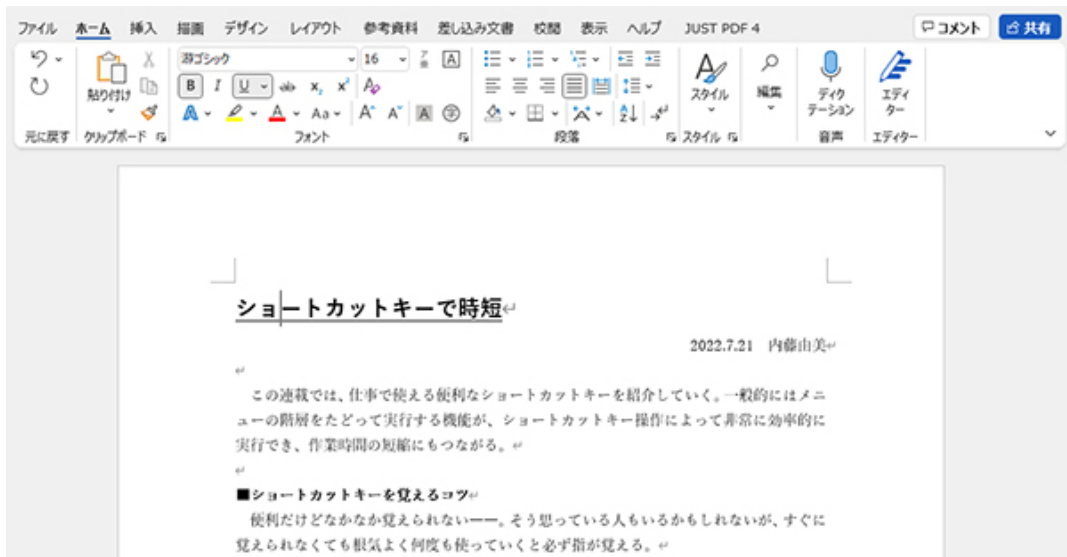 ファイル ホーム 挿入 描画 デザイン レイアウト 参考資料 差し込み文書 校閲 表示 ヘルプ JUST PDF 4 コメント 共有
游ゴシック 16
貼り付け スタイル 編集 ディクテーション エディター
元に戻す クリップボード フォント 段落 スタイル 音声 エディター
ショートカットキーで時短
2022.7.21 内藤由美
この連載では、仕事で使える便利なショートカットキーを紹介していく。一般的にはメニ
ューの階層をたどって実行する機能が、ショートカットキー操作によって非常に効率的に
実行でき、作業時間の短縮にもつながる。
■ショートカットキーを覚えるコツ
便利だけどなかなか覚えられない――。そう思っている人もいるかもしれないが、すぐに
覚えられなくても根気よく何度も使っていくと必ず指が覚える。